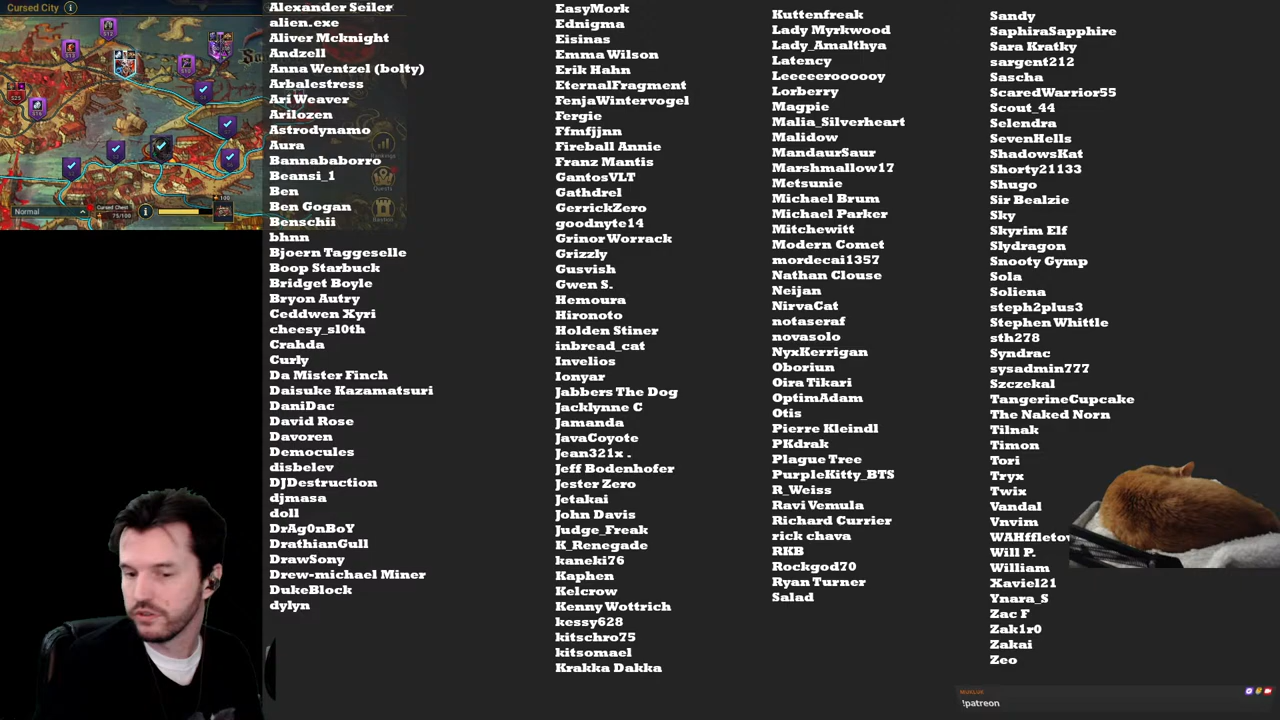 Cursed City
Normal
Cursed Chest
75/100
100
Rankings
Quests
Alexander Seiler
alien.exe
Aliver Mcknight
Andzell
Anna Wentzel (bolty)
Arbalestress
Ari Weaver
Arilozen
Astrodynamo
Aura
Bannababorro
Beansi_1
Ben
Ben Gogan
Benschii
bhnn
Bjoern Taggeselle
Boop Starbuck
Bridget Boyle
Bryon Autry
Ceddwen Xyri
cheesy_sl0th
Crahda
Curly
Da Mister Finch
Daisuke Kazamatsuri
DaniDac
David Rose
Davoren
Democules
disbelev
DJDestruction
djmasa
doll
DrAg0nBoY
DrathianGull
DrawSony
Drew-michael Miner
DukeBlock
dylyn
EasyMork
Ednigma
Eisinas
Emma Wilson
Erik Hahn
EternalFragment
FenjaWintervogel
Fergie
Ffmfjjnn
Fireball Annie
Franz Mantis
GantosVLT
Gathdrel
GerrickZero
goodnyte14
Grinor Worrack
Grizzly
Gusvish
Gwen S.
Hemoura
Hironoto
Holden Stiner
inbread_cat
Invelios
Ionyar
Jabbers The Dog
Jacklynne C
Jamanda
JavaCoyote
Jean321x .
Jeff Bodenhofer
Jester Zero
Jetakai
John Davis
Judge_Freak
K_Renegade
kaneki76
Kaphen
Kelcrow
Kenny Wottrich
kessy628
kitschro75
kitsomael
Krakka Dakka
Kuttenfreak
Lady Myrkwood
Lady_Amalthya
Latency
Leeeeeroooooy
Lorberry
Magpie
Malia_Silverheart
Malidow
MandaurSaur
Marshmallow17
Metsunie
Michael Brum
Michael Parker
Mitchewitt
Modern Comet
mordecai1357
Nathan Clouse
Neijan
NirvaCat
notaseraf
novasolo
NyxKerrigan
Oboriun
Oira Tikari
OptimAdam
Otis
Pierre Kleindl
PKdrak
Plague Tree
PurpleKitty_BTS
R_Weiss
Ravi Vemula
Richard Currier
rick chava
RKB
Rockgod70
Ryan Turner
Salad
Sandy
SaphiraSapphire
Sara Kratky
sargent212
Sascha
ScaredWarrior55
Scout_44
Selendra
SevenHells
ShadowsKat
Shorty21133
Shugo
Sir Bealzie
Sky
Skyrim Elf
Slydragon
Snooty Gymp
Sola
Soliena
steph2plus3
Stephen Whittle
sth278
Syndrac
sysadmin777
Szczekal
TangerineCupcake
The Naked Norn
Tilnak
Timon
Tori
Tryx
Twix
Vandal
Vnvim
Will P.
William
Xaviel21
Ynara_S
Zac F
Zak1r0
Zakai
Zeo
!patreon